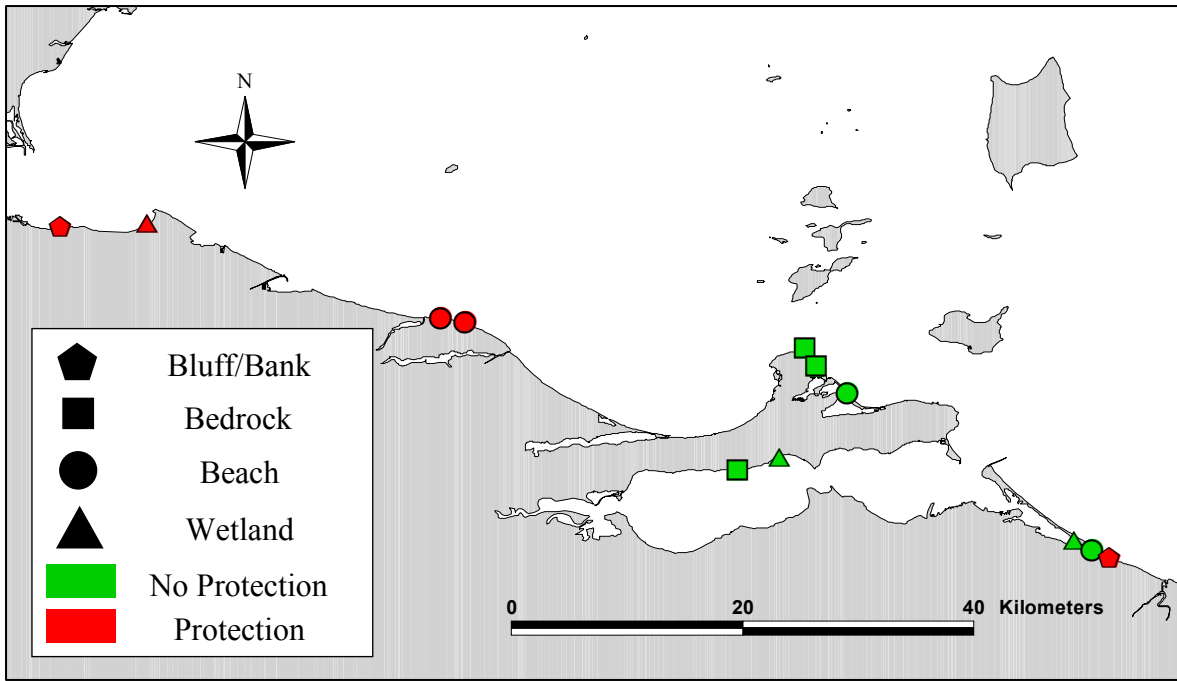 N
Bluff/Bank
Bedrock
Beach
Wetland
No Protection
Protection
0 20 40 Kilometers